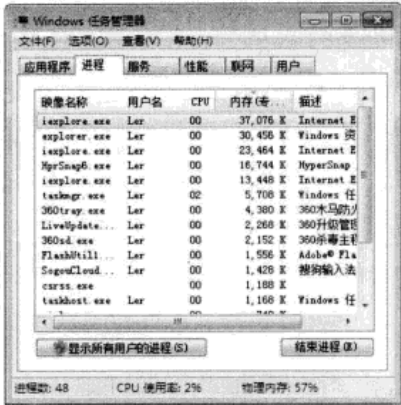 Windows 任务管理器
文件(F) 选项(O) 查看(V) 帮助(H)
应用程序 进程 服务 性能 联网 用户
映像名称 用户名 CPU 内存(专... 描述
iexplore.exe Ler 00 37,076 K Internet E
explorer.exe Ler 00 30,456 K Windows 资
iexplore.exe Ler 00 23,464 K Internet E
HprSnap6.exe Ler 00 16,744 K HyperSnap
iexplore.exe Ler 00 13,448 K Internet E
taskmgr.exe Ler 02 5,708 K Windows 任
360tray.exe Ler 00 4,380 K 360木马防火
LiveUpdate... Ler 00 2,268 K 360升级管理
360sd.exe Ler 00 2,152 K 360杀毒主程
FlashUtil1... Ler 00 1,556 K Adobe® Fla
SogouCloud... Ler 00 1,428 K 搜狗输入法
csrss.exe 00 1,188 K
taskhost.exe Ler 00 1,168 K Windows 任
显示所有用户的进程(S) 结束进程(E)
进程数: 48 CPU 使用率: 2% 物理内存: 57%